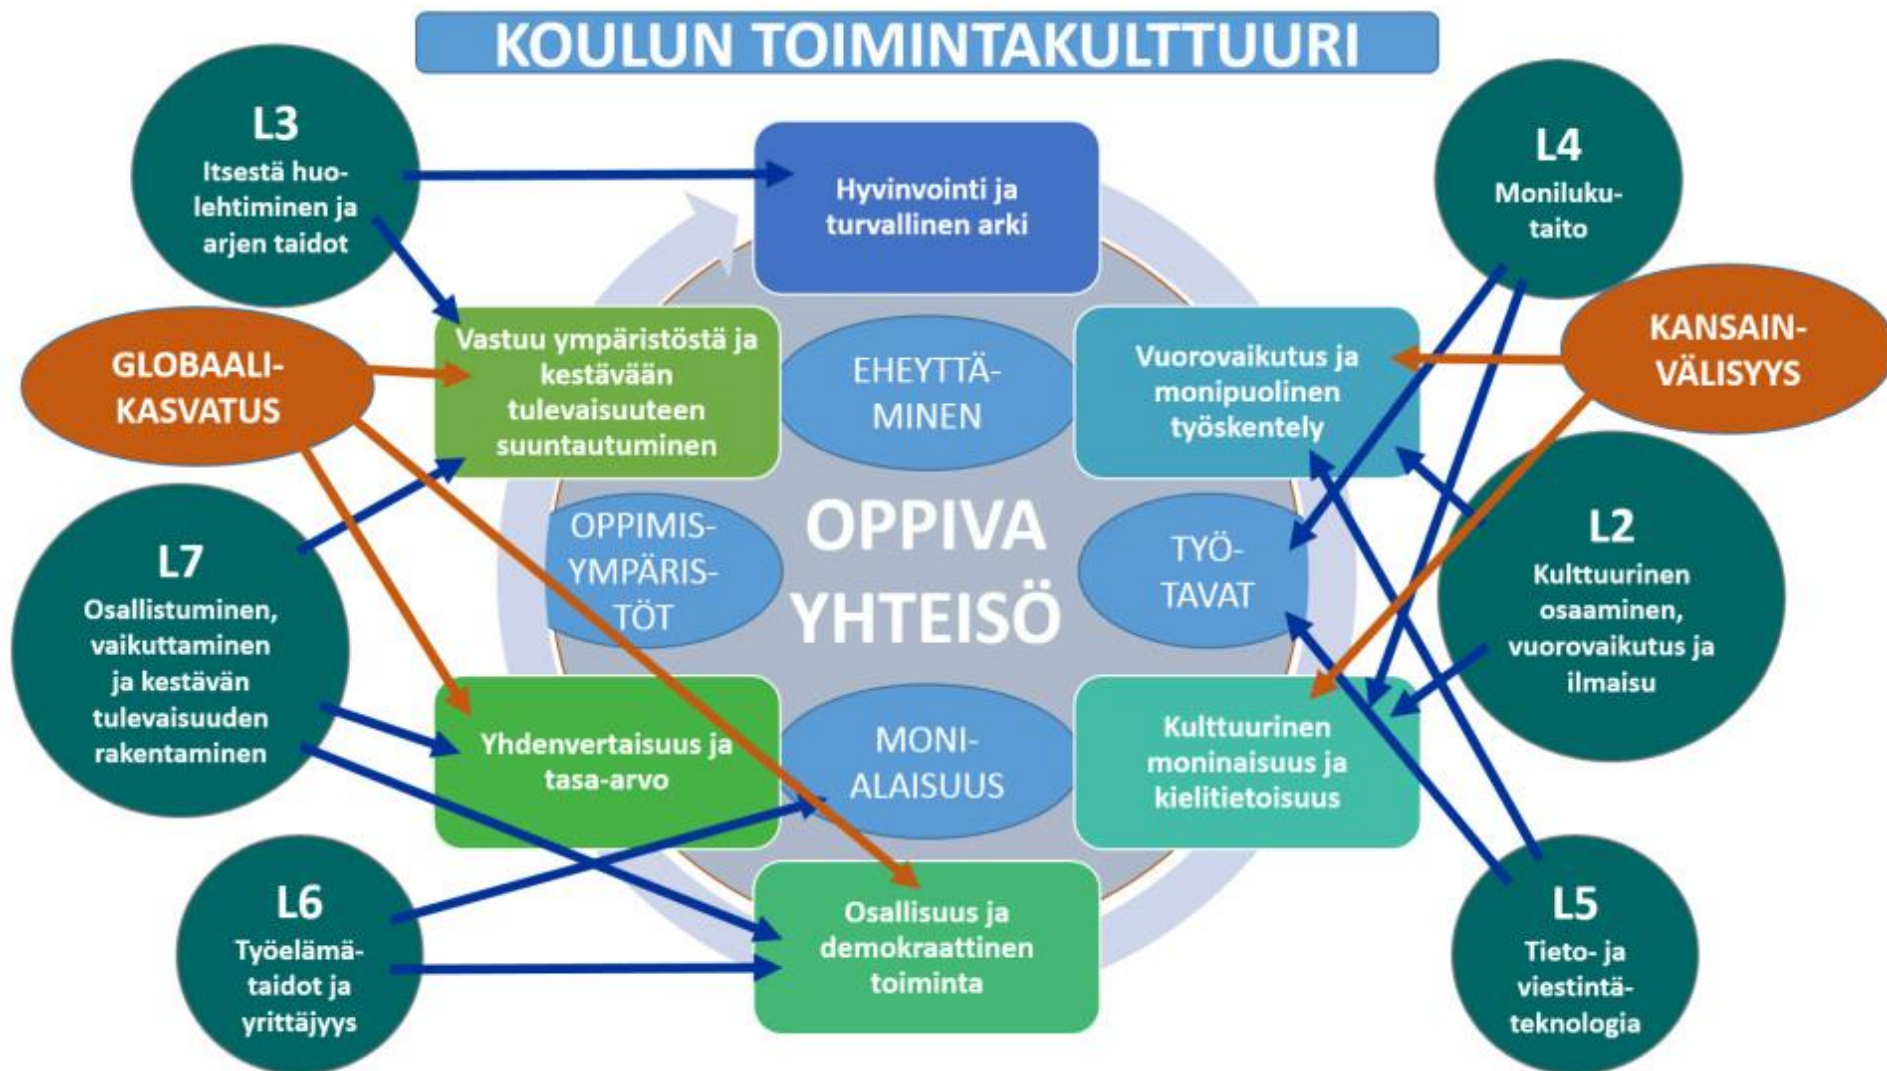 KOULUN TOIMINTAKULTTUURI
L3
Itsestä huo-
lehtiminen ja
arjen taidot
Hyvinvointi ja
turvallinen arki
L4
Moniluku-
taito
GLOBAALI-
KASVATUS
Vastuu ympäristöstä ja
kestävään
tulevaisuuteen
suuntautuminen
EHEYTTÄ-
MINEN
Vuorovaikutus ja
monipuolinen
työskentely
KANSAIN-
VÄLISYYS
L7
Osallistuminen,
vaikuttaminen
ja kestävän
tulevaisuuden
rakentaminen
OPPIMIS-
YMPÄRIS-
TÖT
OPPIVA
YHTEISÖ
TYÖ-
TAVAT
L2
Kulttuurinen
osaaminen,
vuorovaikutus ja
ilmaisu
Yhdenvertaisuus ja
tasa-arvo
MONI-
ALAISUUS
Kulttuurinen
moninaisuus ja
kielitietoisuus
L6
Työelämä-
taidot ja
yrittäjyys
Osallisuus ja
demokraattinen
toiminta
L5
Tieto- ja
viestintä-
teknologia